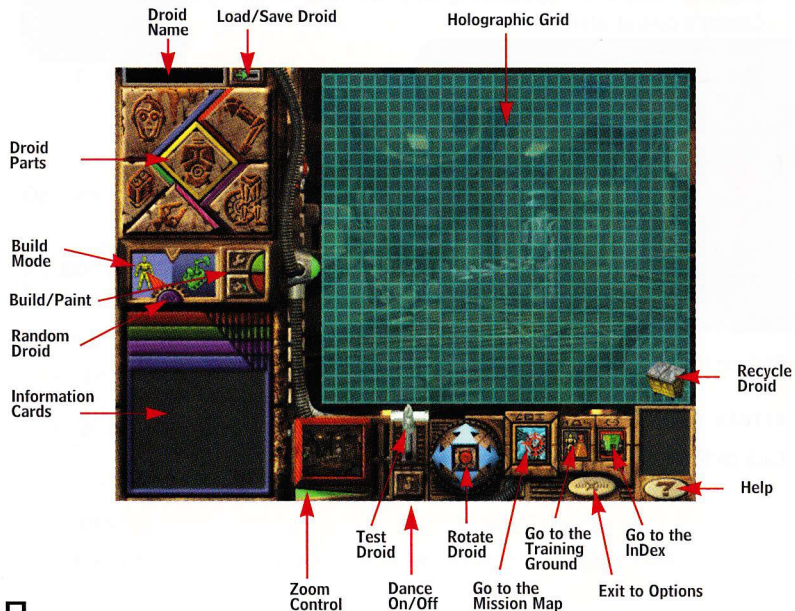 Droid
Name
Load/Save Droid
Holographic Grid
Droid
Parts
Build
Mode
Build/Paint
Random
Droid
Information
Cards
Recycle
Droid
Help
Test
Droid
Rotate
Droid
Go to the
Training
Ground
Go to the
InDex
Zoom
Control
Dance
On/Off
Go to the
Mission Map
Exit to Options
?